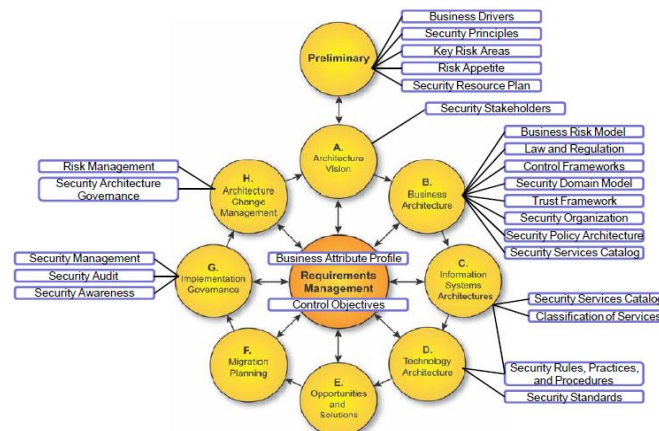 Business Drivers
Security Principles
Key Risk Areas
Risk Appetite
Security Resource Plan
Preliminary
Security Stakeholders
A.
Architecture
Vision
Business Risk Model
Law and Regulation
Control Frameworks
Security Domain Model
Trust Framework
Security Organization
Security Policy Architecture
Security Services Catalog
Risk Management
Security Architecture
Governance
H.
Architecture
Change
Management
B.
Business
Architecture
Security Management
Security Audit
Security Awareness
G.
Implementation
Governance
Business Attribute Profile
Requirements
Management
Control Objectives
C.
Information
Systems
Architectures
Security Services Catalog
Classification of Services
F.
Migration
Planning
D.
Technology
Architecture
Security Rules, Practices,
and Procedures
Security Standards
E.
Opportunities
and
Solutions